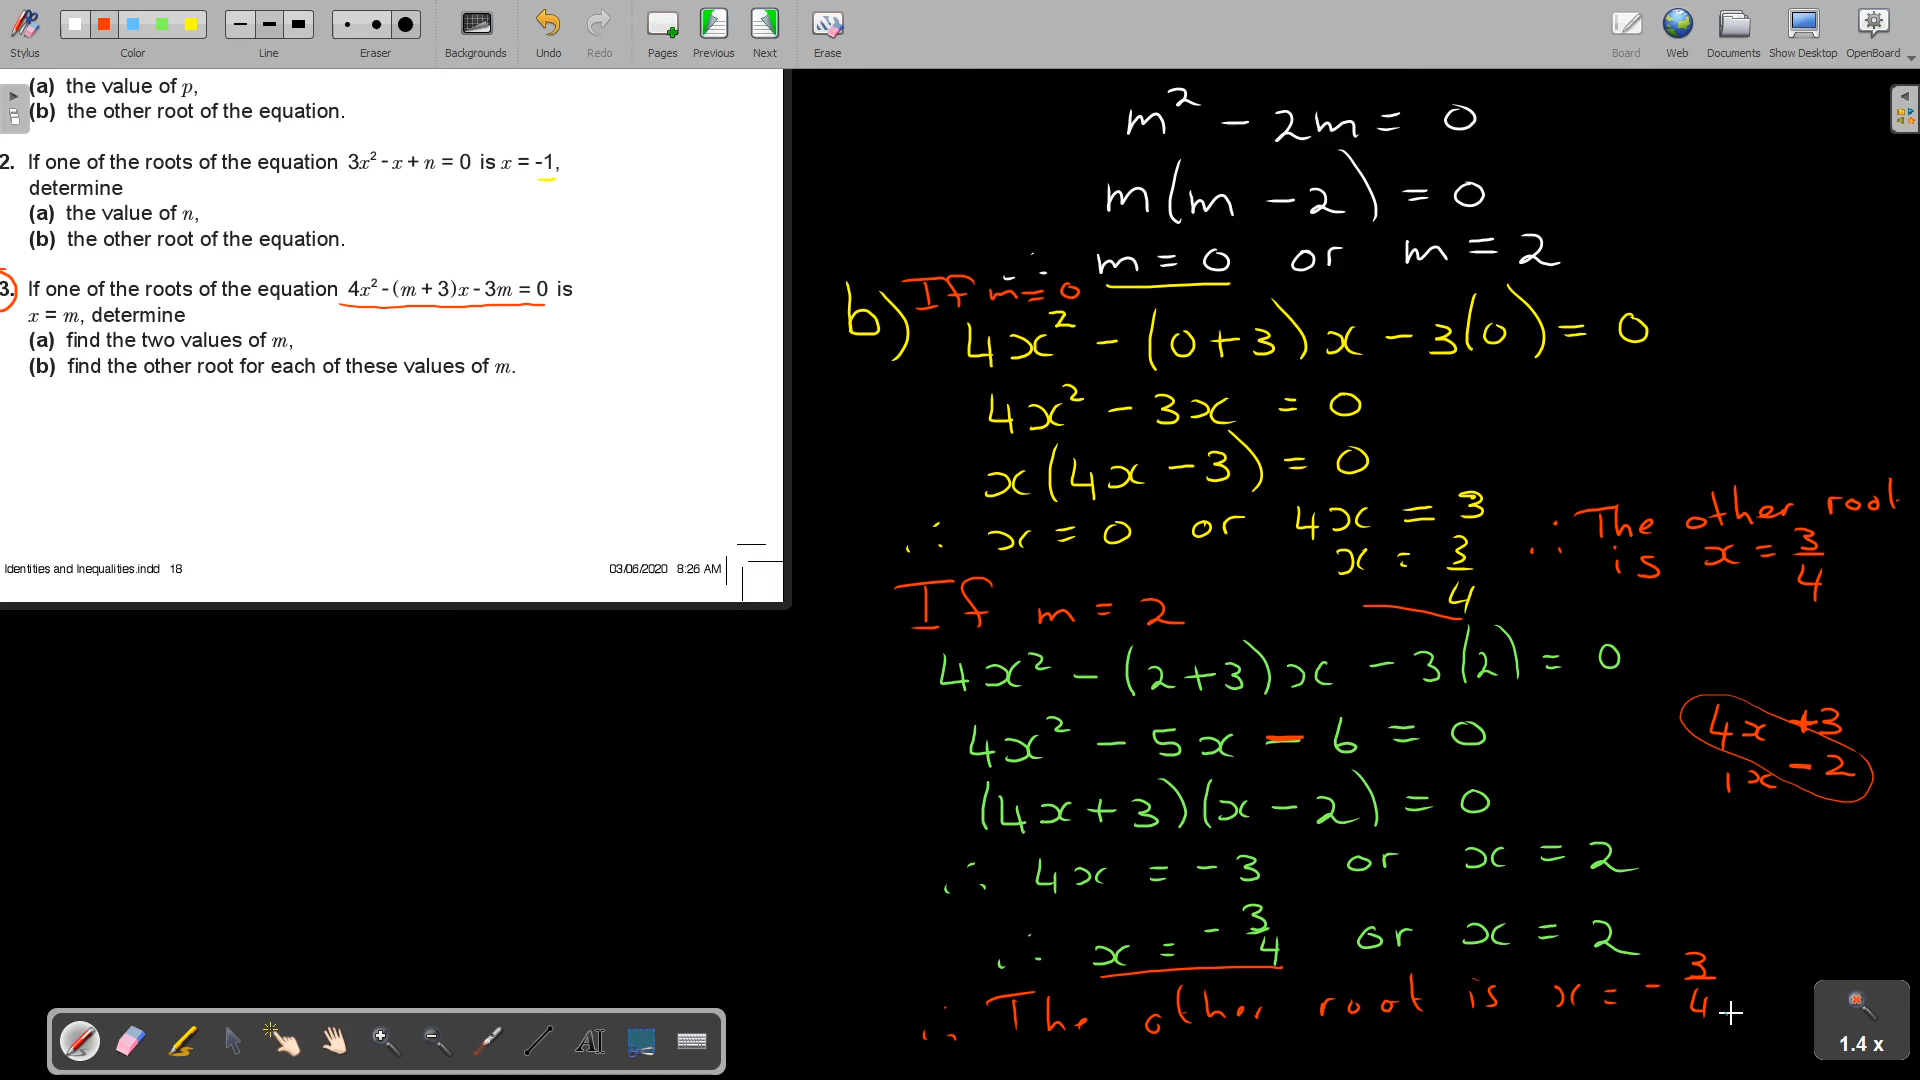 Stylus Color Line Eraser Backgrounds Undo Redo Pages Previous Next Erase Board Web Documents Show Desktop OpenBoard
(a) the value of p,
(b) the other root of the equation.
2. If one of the roots of the equation 3x² - x + n = 0 is x = -1,
determine
(a) the value of n,
(b) the other root of the equation.
3. If one of the roots of the equation 4x² - (m + 3)x - 3m = 0 is
x = m, determine
(a) find the two values of m,
(b) find the other root for each of these values of m.
Identities and Inequalities.indd 18 03/06/2020 8:26 AM
m² - 2m = 0
m(m - 2) = 0
∴ m = 0 or m = 2
b) If m = 0
4x² - (0 + 3)x - 3(0) = 0
4x² - 3x = 0
x(4x - 3) = 0
∴ x = 0 or 4x = 3
x = 3/4
∴ The other root
is x = 3/4
If m = 2
4x² - (2 + 3)x - 3(2) = 0
4x² - 5x - 6 = 0
4x + 3
1x - 2
(4x + 3)(x - 2) = 0
∴ 4x = -3 or x = 2
∴ x = -3/4 or x = 2
∴ The other root is x = -3/4
1.4 x